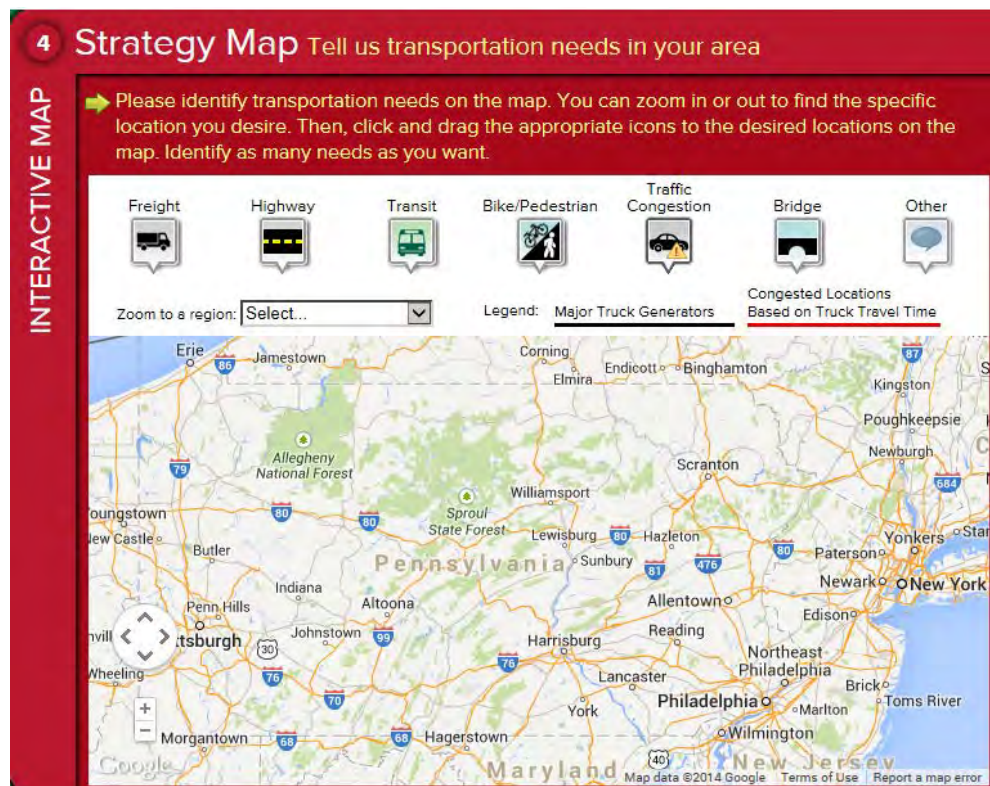 4
Strategy Map Tell us transportation needs in your area
INTERACTIVE MAP
Please identify transportation needs on the map. You can zoom in or out to find the specific
location you desire. Then, click and drag the appropriate icons to the desired locations on the
map. Identify as many needs as you want.
Freight
Highway
Transit
Bike/Pedestrian
Traffic
Congestion
Bridge
Other
Zoom to a region: Select...
Legend:
Major Truck Generators
Congested Locations
Based on Truck Travel Time
Erie
86
Jamestown
Corning
Elmira
Endicott
Binghamton
87
Kingston
Poughkeepsie
Newburgh
684
Allegheny
National Forest
79
Scranton
Williamsport
Sproul
State Forest
oungstown
80
80
New Castle
Butler
Lewisburg
80
Hazleton
80
Paterson
Yonkers
Star
Pennsylvania
Sunbury
81
476
Newark
New York
Indiana
Altoona
Allentown
Edison
Penn Hills
ttsburgh
Johnstown
99
30
Harrisburg
Reading
Northeast
Philadelphia
Wheeling
76
76
Lancaster
Brick
70
York
Philadelphia
Marlton
Toms River
+
-
Morgantown
68
68
Hagerstown
Wilmington
40
New Jersey
Maryland
Google
Map data ©2014 Google
Terms of Use
Report a map error